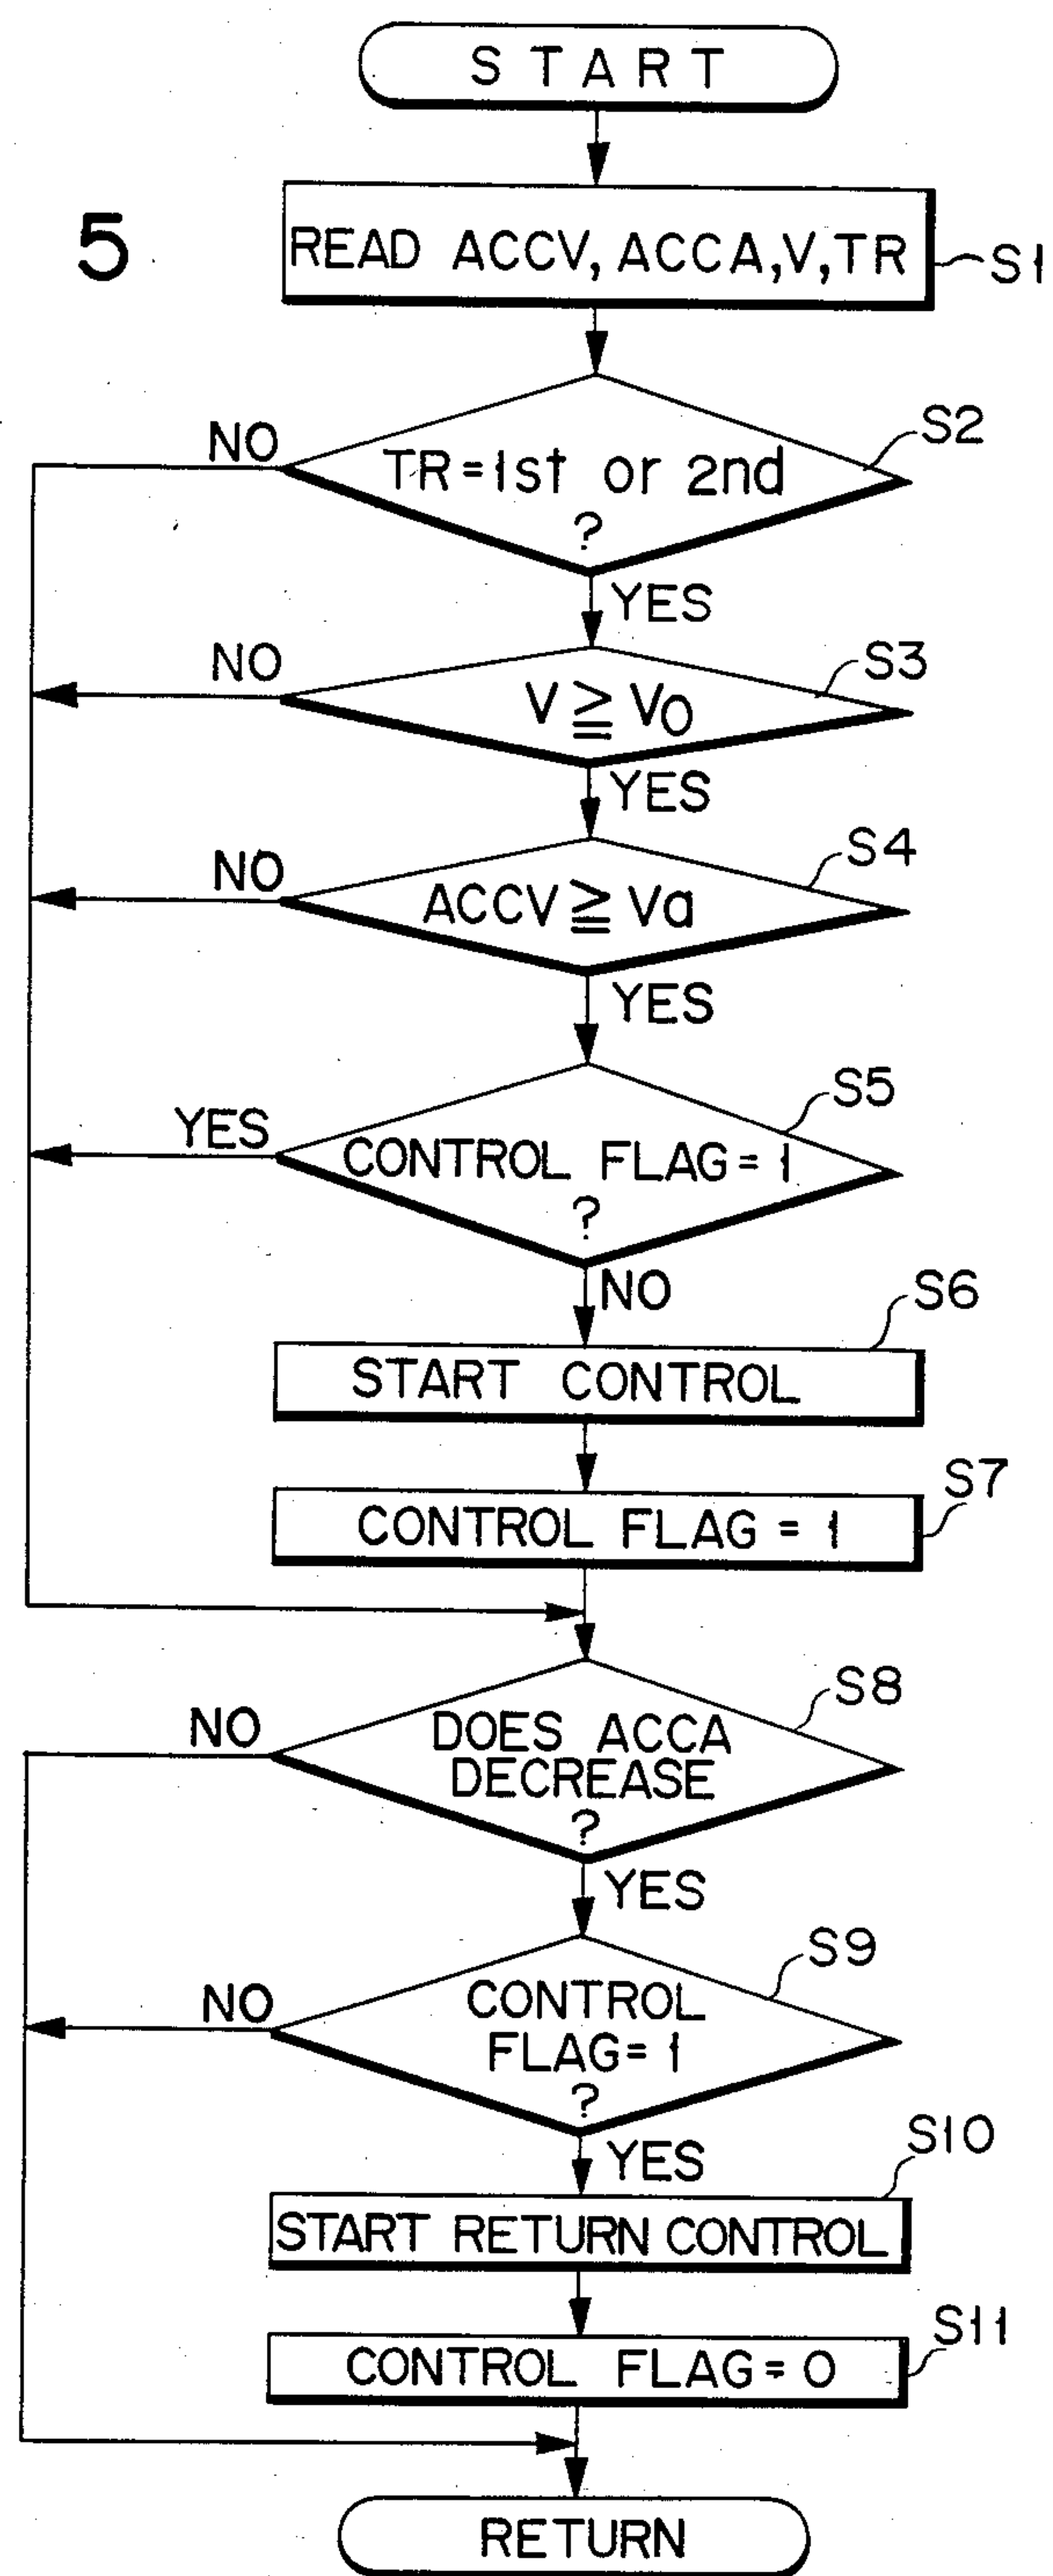 START
5
READ ACCV, ACCA, V, TR
S1
NO
S2
TR=1st or 2nd
?
YES
NO
S3
V ≧ V0
YES
NO
S4
ACCV ≧ Va
YES
YES
S5
CONTROL FLAG=1
?
NO
S6
START CONTROL
S7
CONTROL FLAG = 1
NO
S8
DOES ACCA
DECREASE
?
YES
NO
S9
CONTROL
FLAG=1
?
YES
S10
START RETURN CONTROL
S11
CONTROL FLAG=0
RETURN